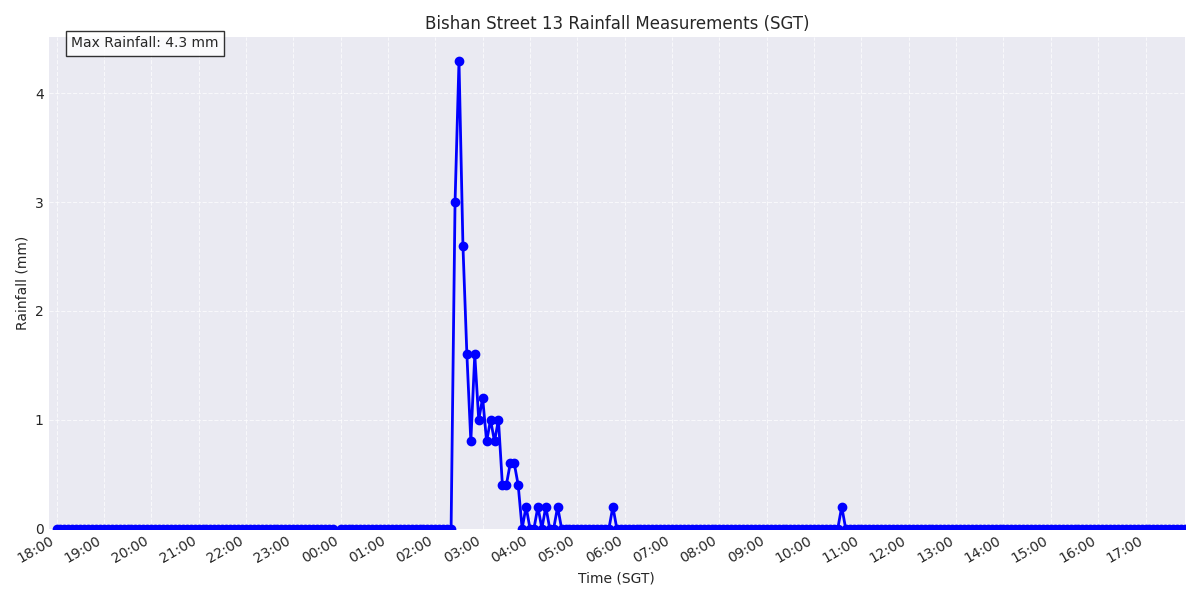 Bishan Street 13 Rainfall Measurements (SGT)
Max Rainfall: 4.3 mm
Rainfall (mm)
4
3
2
1
0
18:00 19:00 20:00 21:00 22:00 23:00 00:00 01:00 02:00 03:00 04:00 05:00 06:00 07:00 08:00 09:00 10:00 11:00 12:00 13:00 14:00 15:00 16:00 17:00
Time (SGT)